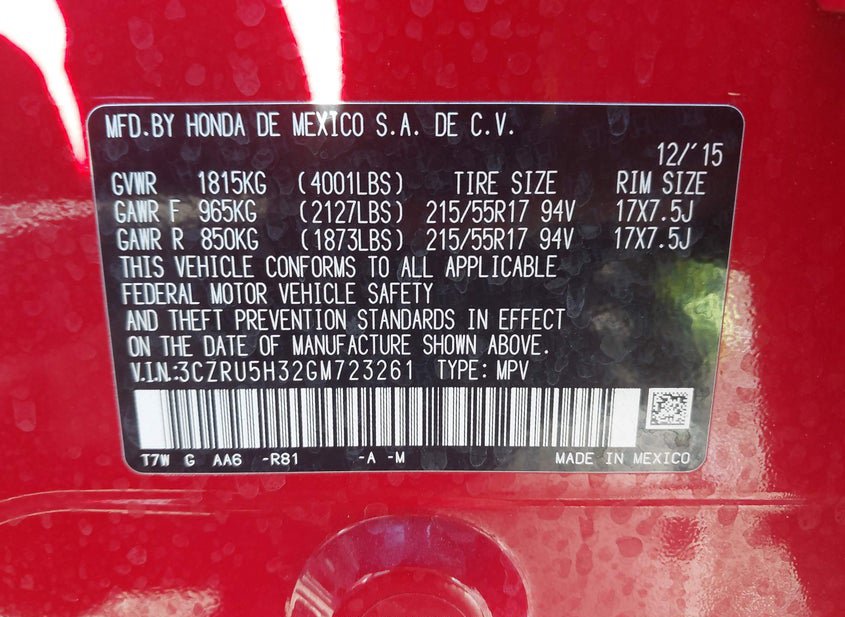 MFD.BY HONDA DE MEXICO S.A. DE C.V.
12/'15
GVWR 1815KG (4001LBS) TIRE SIZE RIM SIZE
GAWR F 965KG (2127LBS) 215/55R17 94V 17X7.5J
GAWR R 850KG (1873LBS) 215/55R17 94V 17X7.5J
THIS VEHICLE CONFORMS TO ALL APPLICABLE
FEDERAL MOTOR VEHICLE SAFETY
AND THEFT PREVENTION STANDARDS IN EFFECT
ON THE DATE OF MANUFACTURE SHOWN ABOVE.
V.I.N:3CZRU5H32GM723261 TYPE: MPV
T7W G AA6 -R81 -A -M MADE IN MEXICO